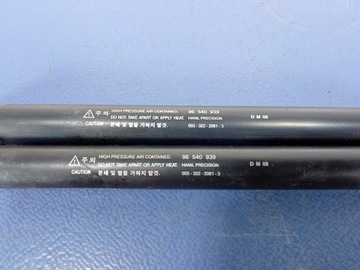 ⚠주의 HIGH PRESSURE AIR CONTAINED. 96 540 939
DO NOT TAKE APART OR APPLY HEAT. HANIL PRECISION D M 08
CAUTION 분해 및 열을 가하지 말것. 055-322-2081-3
⚠주의 HIGH PRESSURE AIR CONTAINED. 96 540 939
DO NOT TAKE APART OR APPLY HEAT. HANIL PRECISION D M 08
CAUTION 분해 및 열을 가하지 말것. 055-322-2081-3